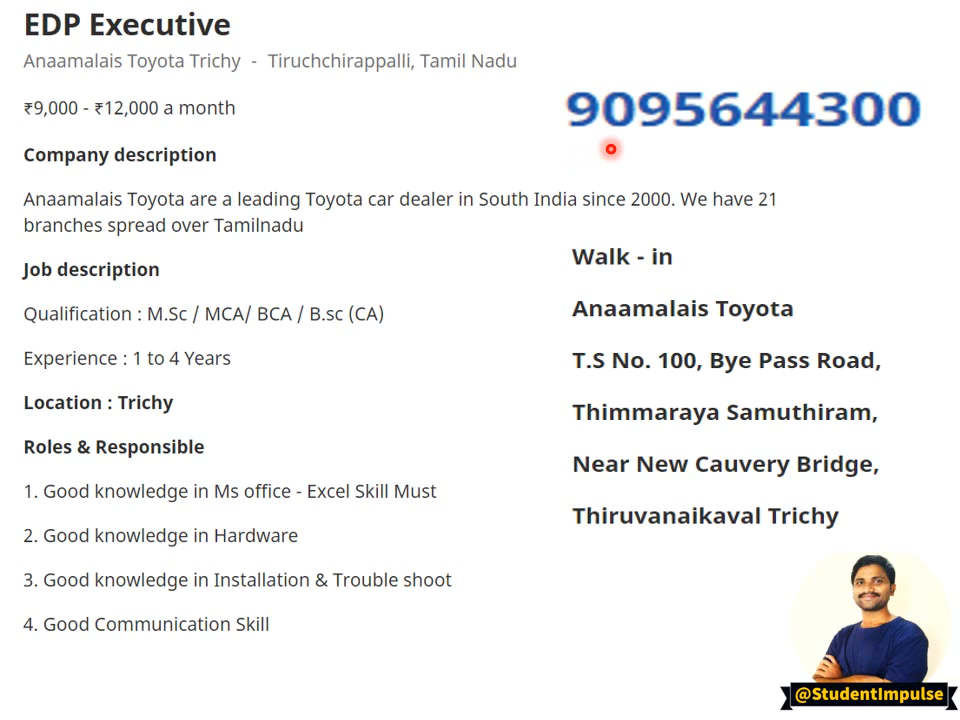 EDP Executive
Anaamalais Toyota Trichy - Tiruchchirappalli, Tamil Nadu
₹9,000 - ₹12,000 a month
9095644300
Company description
Anaamalais Toyota are a leading Toyota car dealer in South India since 2000. We have 21
branches spread over Tamilnadu
Job description
Qualification : M.Sc / MCA/ BCA / B.sc (CA)
Experience : 1 to 4 Years
Location : Trichy
Roles & Responsible
1. Good knowledge in Ms office - Excel Skill Must
2. Good knowledge in Hardware
3. Good knowledge in Installation & Trouble shoot
4. Good Communication Skill
Walk - in
Anaamalais Toyota
T.S No. 100, Bye Pass Road,
Thimmaraya Samuthiram,
Near New Cauvery Bridge,
Thiruvanaikaval Trichy
@StudentImpulse